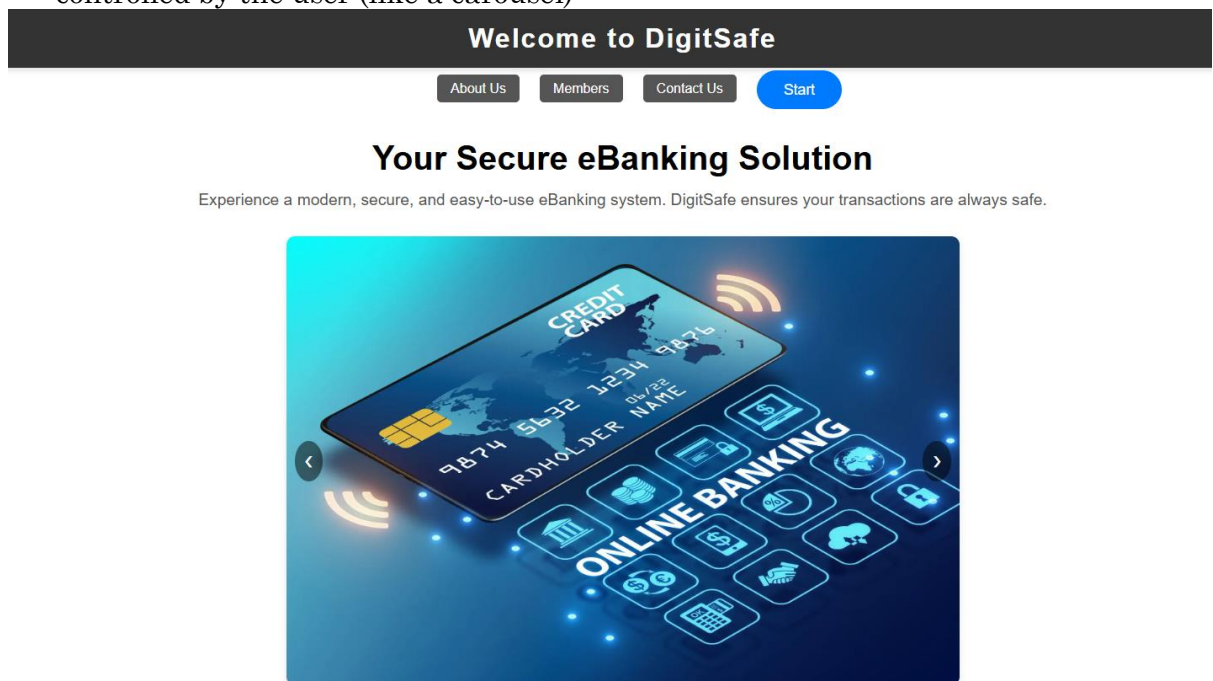 controlled by the user (like a carousel)
Welcome to DigitSafe
About Us Members Contact Us Start
Your Secure eBanking Solution
Experience a modern, secure, and easy-to-use eBanking system. DigitSafe ensures your transactions are always safe.
CREDIT
CARD
9874 5632 1234 9876
06/22
CARDHOLDER NAME
ONLINE BANKING